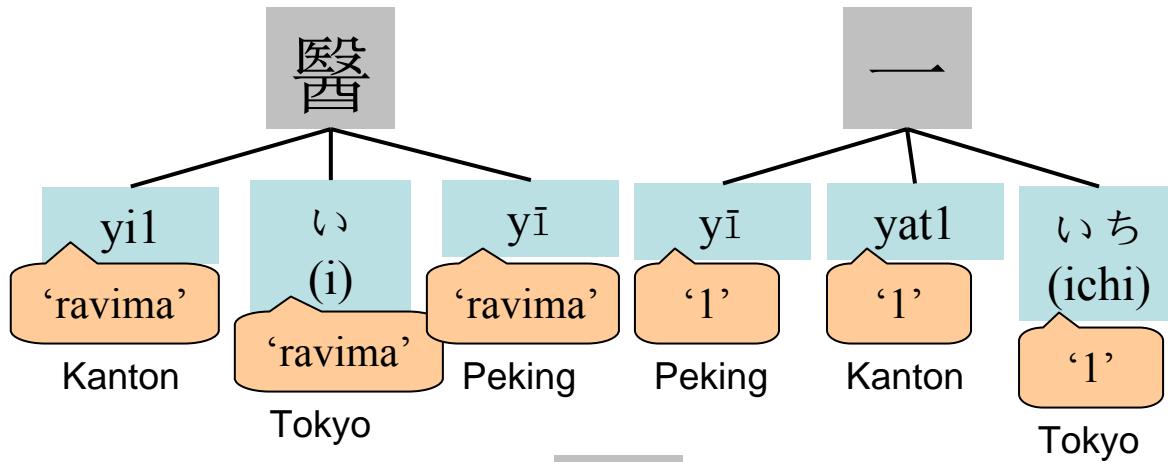 醫
一
yi1
い
(i)
yī
yī
yat1
いち
(ichi)
‘ravima’
‘ravima’
‘ravima’
‘1’
‘1’
‘1’
Kanton
Tokyo
Peking
Peking
Kanton
Tokyo